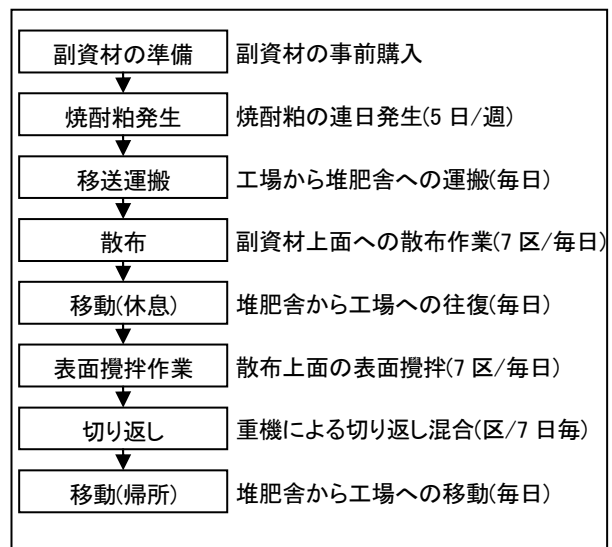 副資材の準備 副資材の事前購入
焼酎粕発生 焼酎粕の連日発生(5 日/週)
移送運搬 工場から堆肥舎への運搬(毎日)
散布 副資材上面への散布作業(7 区/毎日)
移動(休息) 堆肥舎から工場への往復(毎日)
表面攪拌作業 散布上面の表面攪拌(7 区/毎日)
切り返し 重機による切り返し混合(区/7 日毎)
移動(帰所) 堆肥舎から工場への移動(毎日)